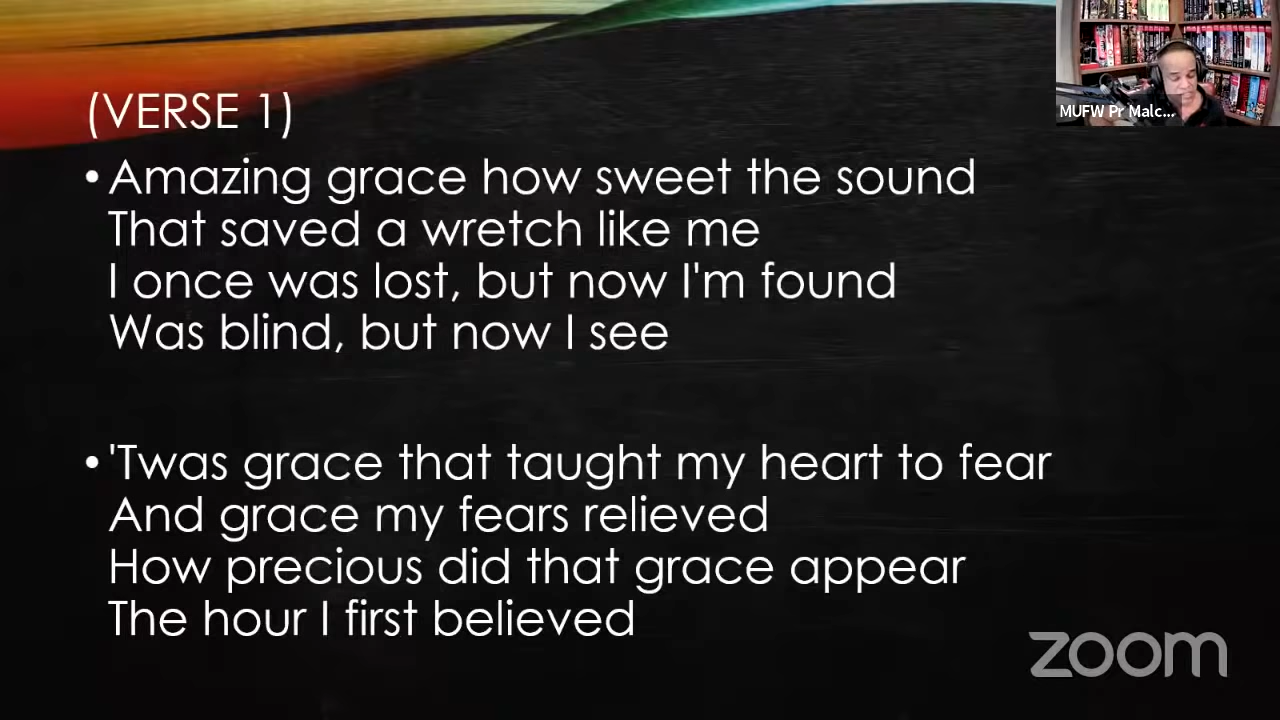 (VERSE 1)
• Amazing grace how sweet the sound
That saved a wretch like me
I once was lost, but now I'm found
Was blind, but now I see
• 'Twas grace that taught my heart to fear
And grace my fears relieved
How precious did that grace appear
The hour I first believed
MUFW Pr Malc...
zoom